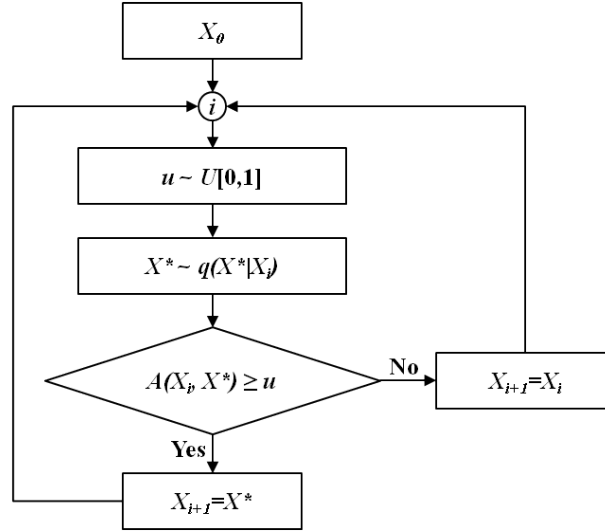 X₀
i
u ~ U[0,1]
X* ~ q(X*|Xᵢ)
A(Xᵢ, X*) ≥ u
No
Xᵢ₊₁=Xᵢ
Yes
Xᵢ₊₁=X*